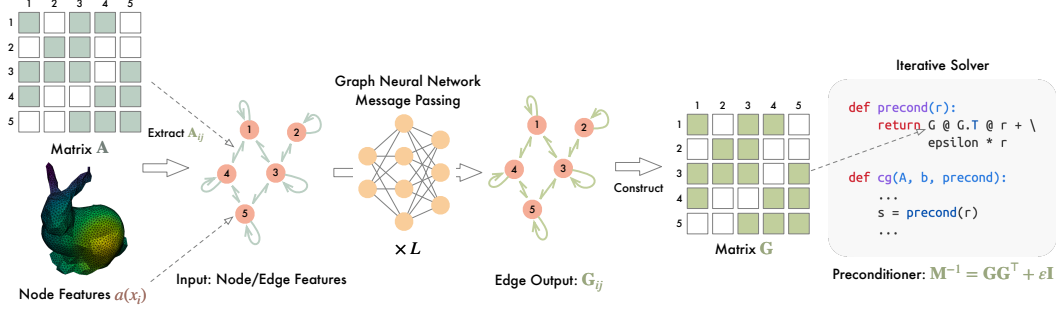 1 2 3 4 5
1
2
3
4
5
Matrix A
Node Features a(xᵢ)
Extract Aᵢⱼ
1
2
3
4
5
Input: Node/Edge Features
Graph Neural Network
Message Passing
× L
1
2
3
4
5
Edge Output: Gᵢⱼ
Construct
1 2 3 4 5
1
2
3
4
5
Matrix G
Iterative Solver
def precond(r):
return G @ G.T @ r + \
epsilon * r
def cg(A, b, precond):
...
s = precond(r)
...
Preconditioner: M⁻¹ = GG⊤ + εI